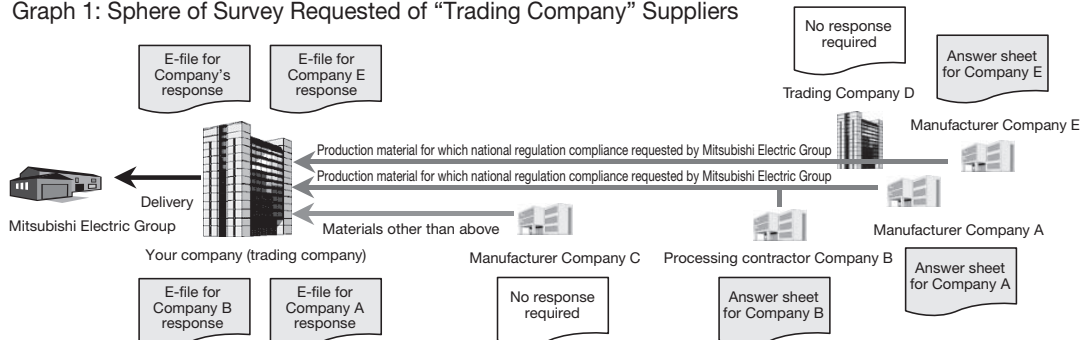 Graph 1: Sphere of Survey Requested of “Trading Company” Suppliers
E-file for
Company’s
response
E-file for
Company E
response
No response
required
Answer sheet
for Company E
Trading Company D
Manufacturer Company E
Production material for which national regulation compliance requested by Mitsubishi Electric Group
Production material for which national regulation compliance requested by Mitsubishi Electric Group
Delivery
Mitsubishi Electric Group
Materials other than above
Manufacturer Company A
Your company (trading company)
Manufacturer Company C
Processing contractor Company B
E-file for
Company B
response
E-file for
Company A
response
No response
required
Answer sheet
for Company B
Answer sheet
for Company A